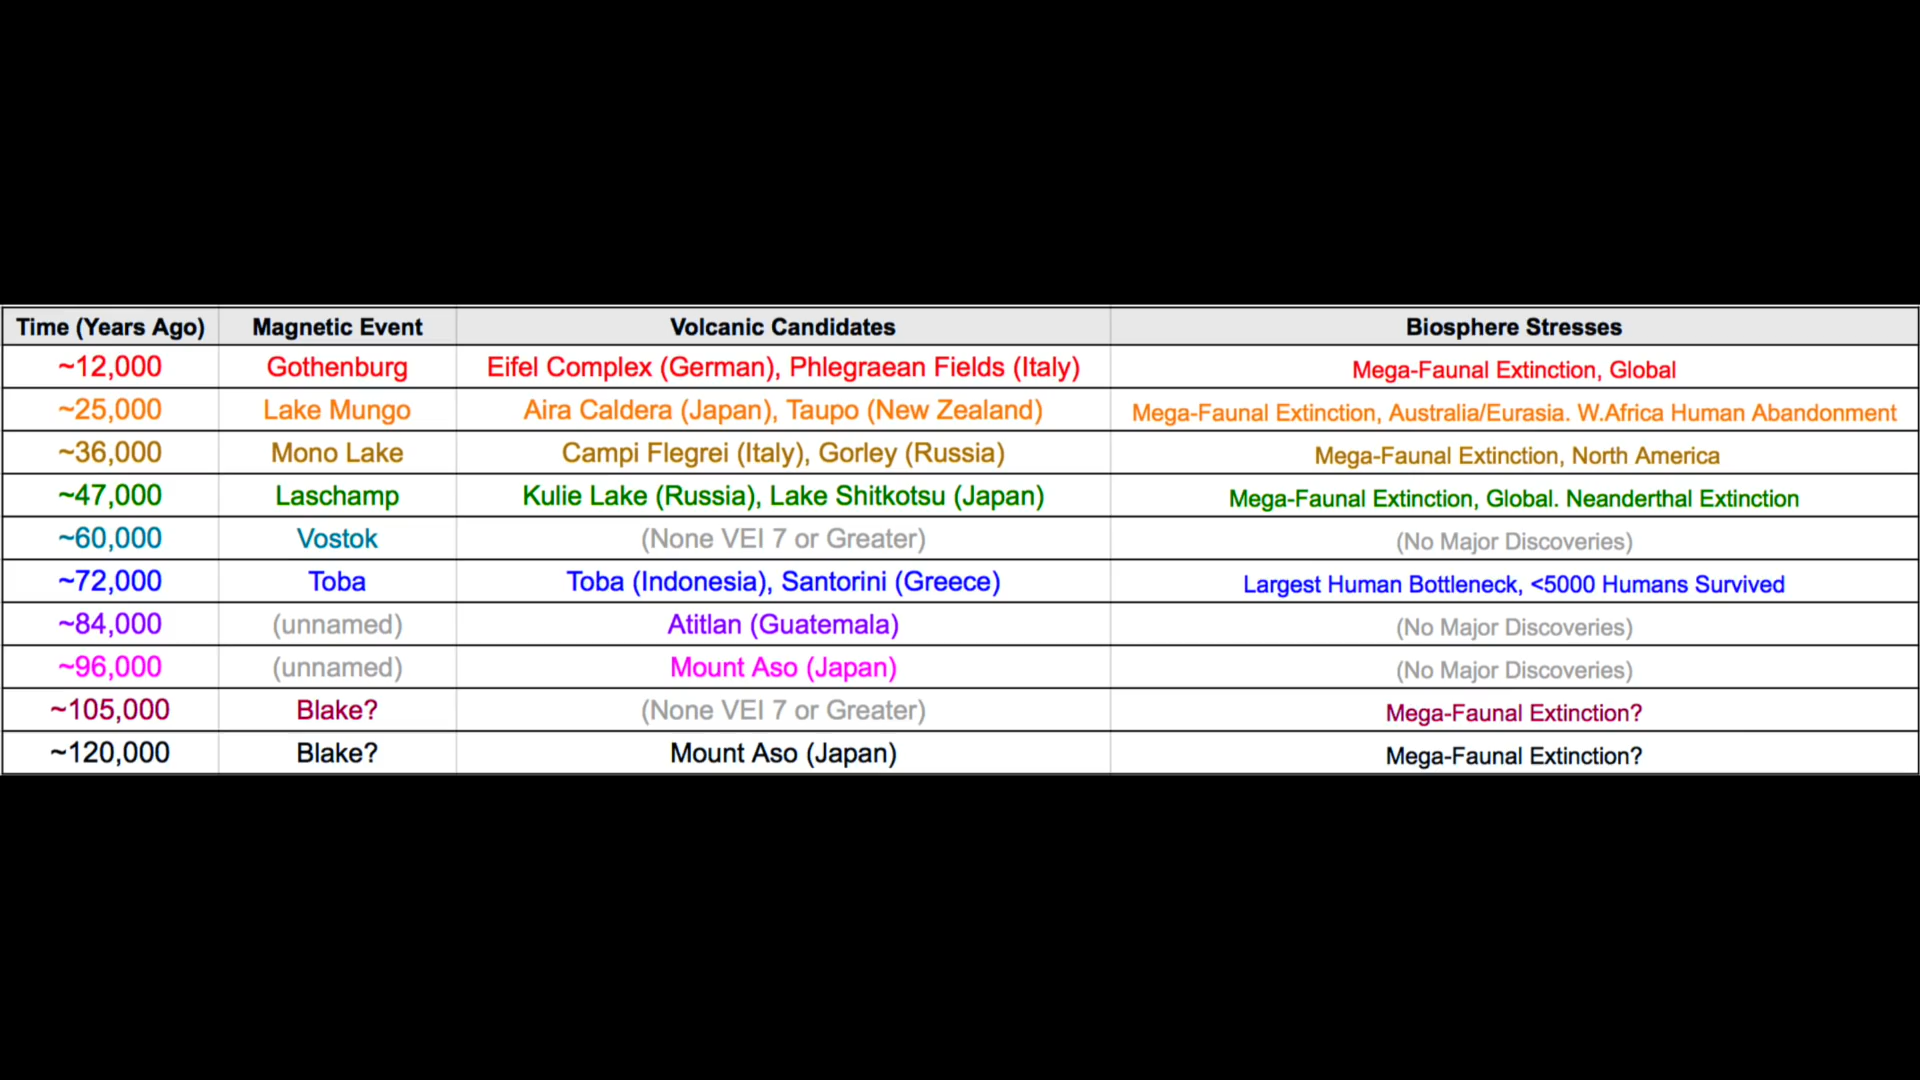 Time (Years Ago) Magnetic Event Volcanic Candidates Biosphere Stresses
~12,000 Gothenburg Eifel Complex (German), Phlegraean Fields (Italy) Mega-Faunal Extinction, Global
~25,000 Lake Mungo Aira Caldera (Japan), Taupo (New Zealand) Mega-Faunal Extinction, Australia/Eurasia. W.Africa Human Abandonment
~36,000 Mono Lake Campi Flegrei (Italy), Gorley (Russia) Mega-Faunal Extinction, North America
~47,000 Laschamp Kulie Lake (Russia), Lake Shitkotsu (Japan) Mega-Faunal Extinction, Global. Neanderthal Extinction
~60,000 Vostok (None VEI 7 or Greater) (No Major Discoveries)
~72,000 Toba Toba (Indonesia), Santorini (Greece) Largest Human Bottleneck, <5000 Humans Survived
~84,000 (unnamed) Atitlan (Guatemala) (No Major Discoveries)
~96,000 (unnamed) Mount Aso (Japan) (No Major Discoveries)
~105,000 Blake? (None VEI 7 or Greater) Mega-Faunal Extinction?
~120,000 Blake? Mount Aso (Japan) Mega-Faunal Extinction?